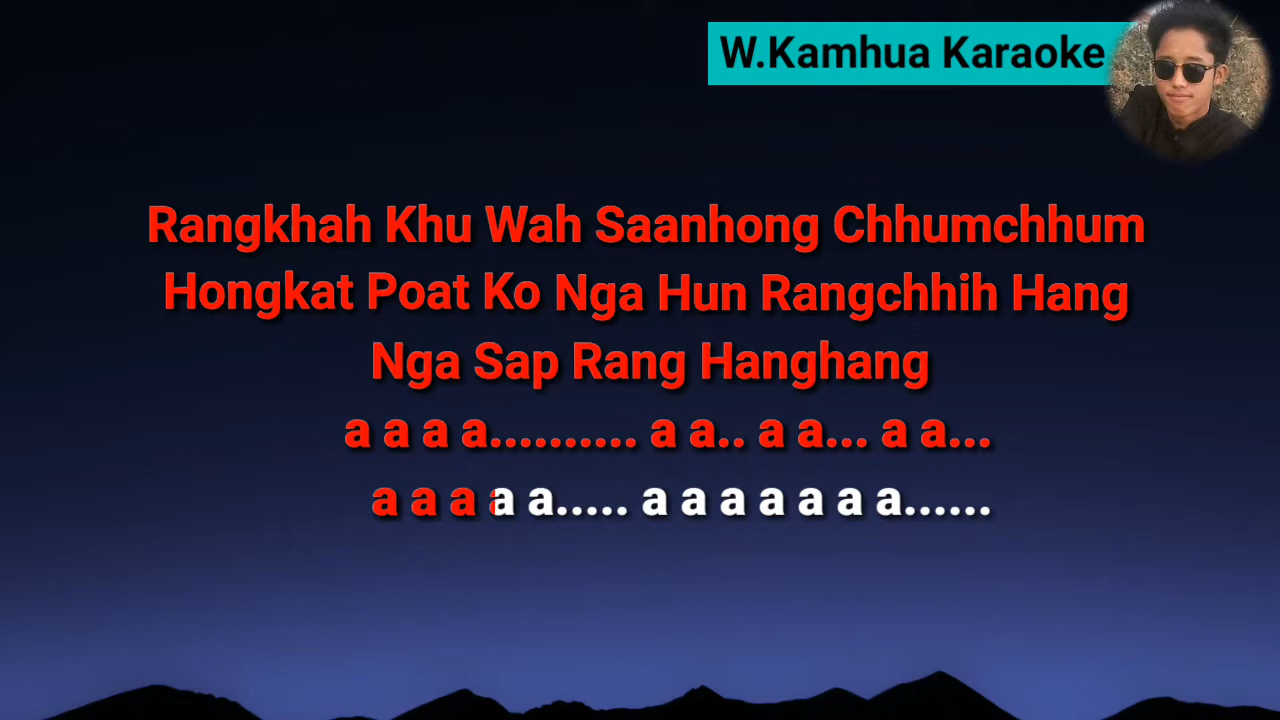 W.Kamhua Karaoke
Rangkhah Khu Wah Saanhong Chhumchhum
Hongkat Poat Ko Nga Hun Rangchhih Hang
Nga Sap Rang Hanghang
a a a a.......... a a.. a a... a a...
a a a a a..... a a a a a a a......